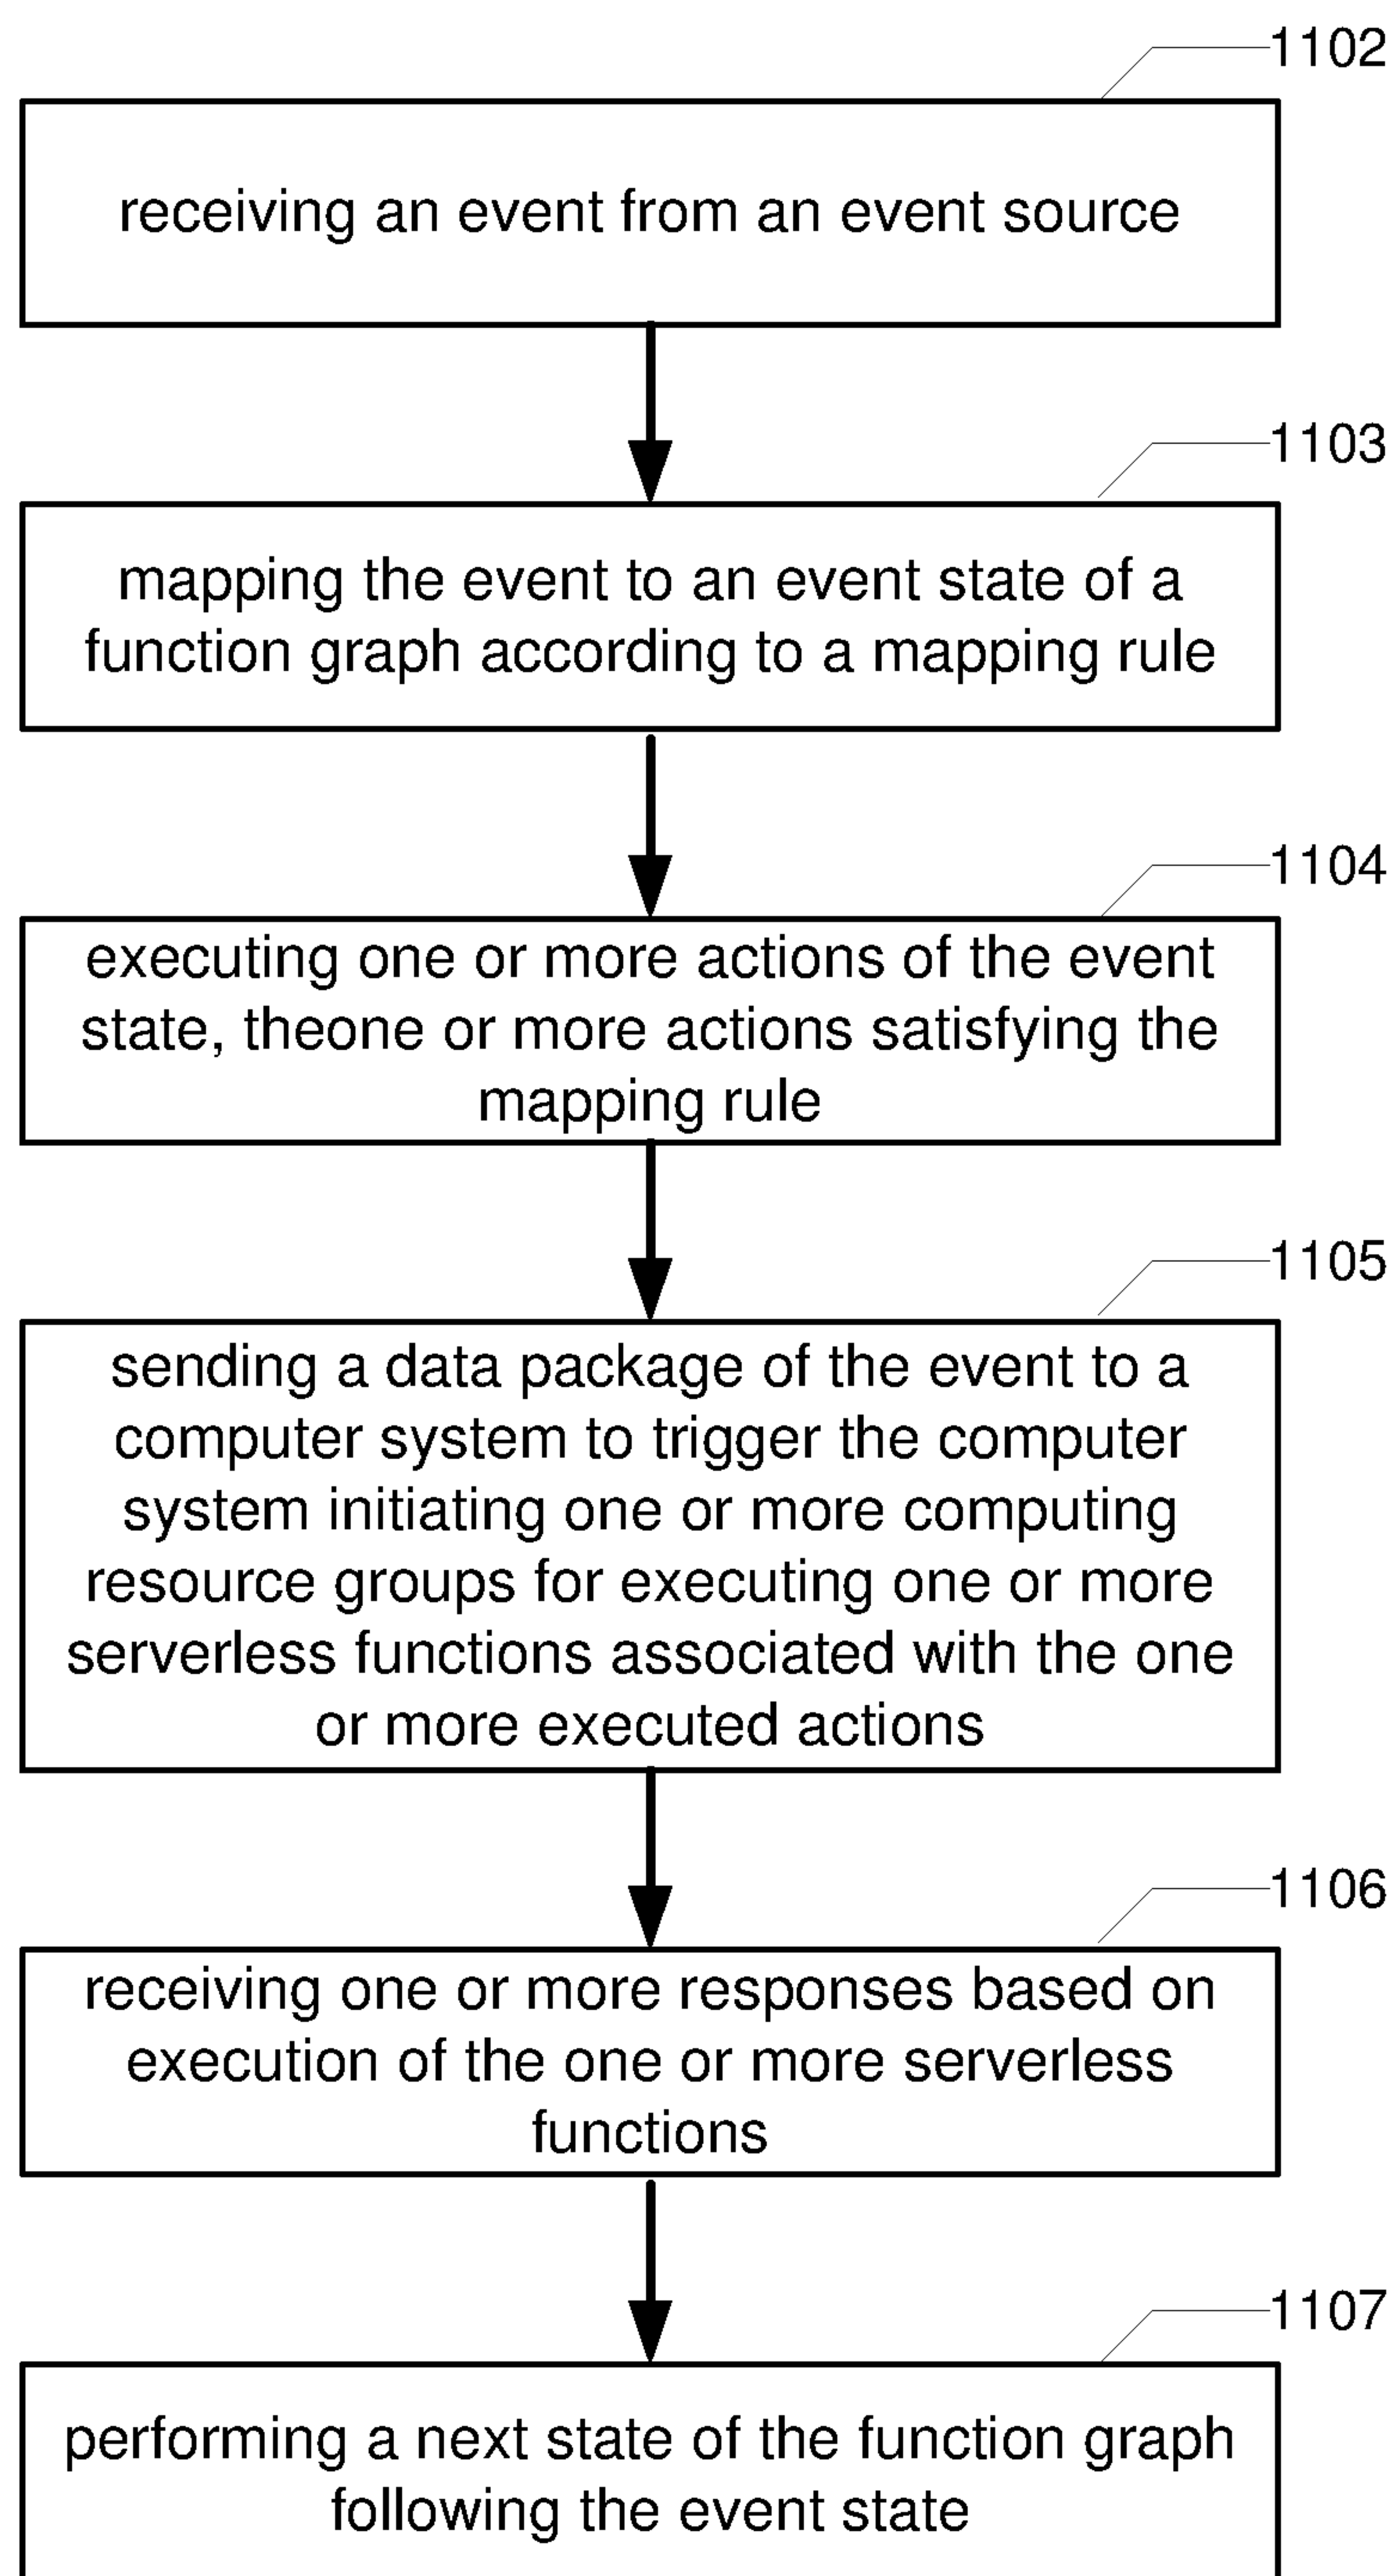 1102
receiving an event from an event source
1103
mapping the event to an event state of a
function graph according to a mapping rule
1104
executing one or more actions of the event
state, theone or more actions satisfying the
mapping rule
1105
sending a data package of the event to a
computer system to trigger the computer
system initiating one or more computing
resource groups for executing one or more
serverless functions associated with the one
or more executed actions
1106
receiving one or more responses based on
execution of the one or more serverless
functions
1107
performing a next state of the function graph
following the event state